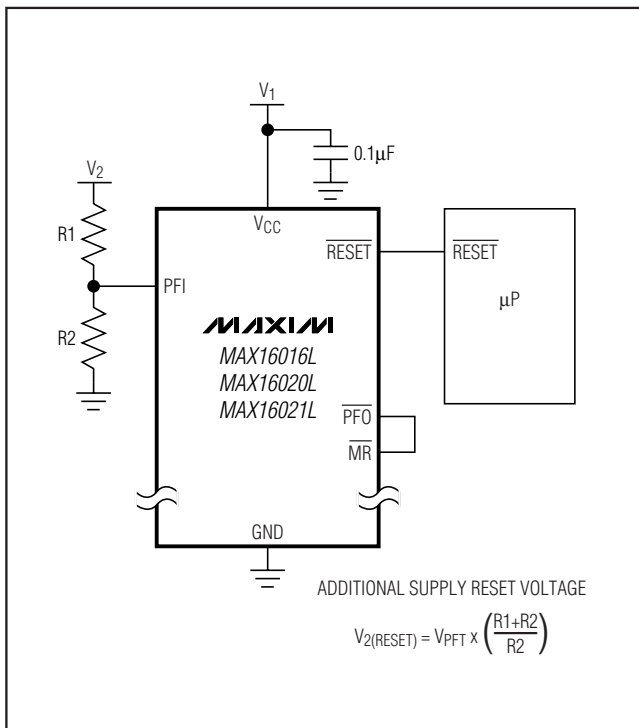 V1
0.1µF
V2
VCC
R1
RESET
RESET
PFI
µP
R2
MAXIM
MAX16016L
MAX16020L
MAX16021L
PFO
MR
GND
ADDITIONAL SUPPLY RESET VOLTAGE
V2(RESET) = VPFT x (R1+R2/R2)